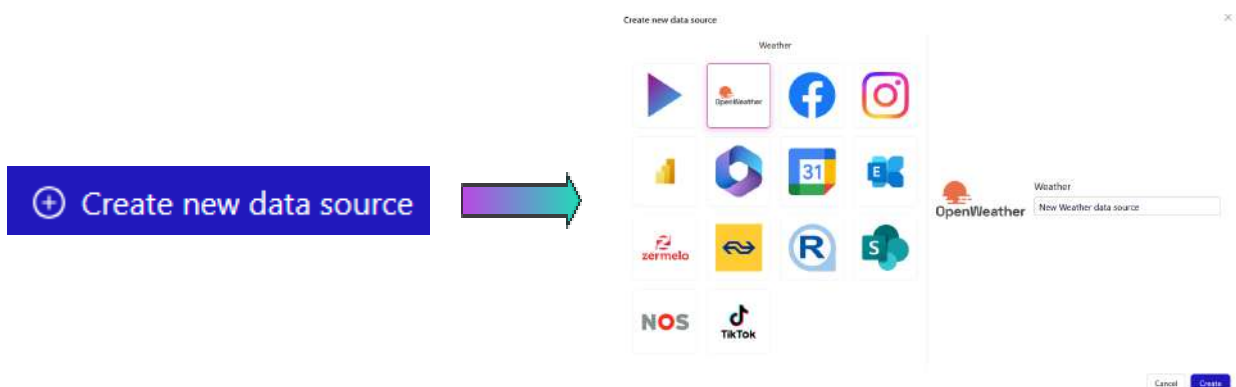 Create new data source
Create new data source
Weather
OpenWeather
31
E
zermelo
R
S
NOS
TikTok
OpenWeather
Weather
New Weather data source
Cancel
Create